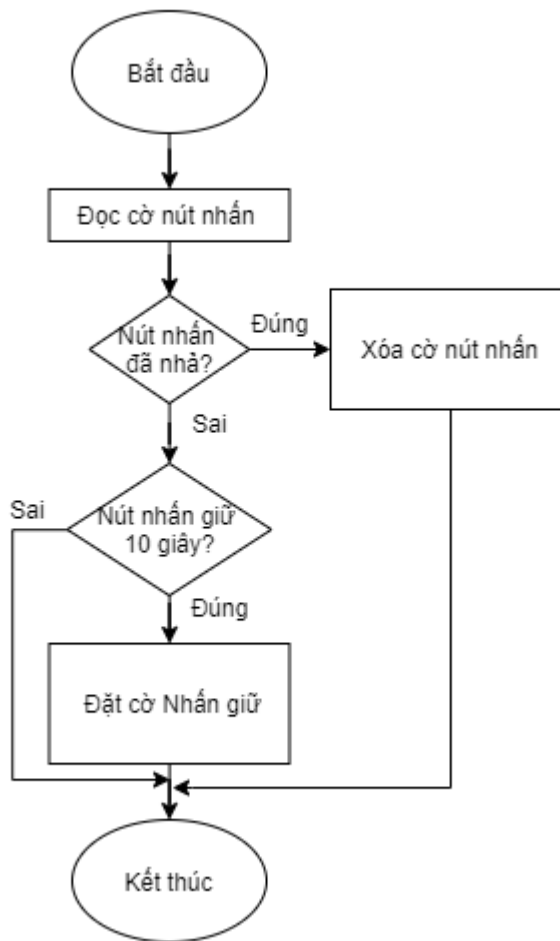 Bắt đầu
Đọc cờ nút nhấn
Nút nhấn
đã nhả?
Đúng
Xóa cờ nút nhấn
Sai
Sai
Nút nhấn giữ
10 giây?
Đúng
Đặt cờ Nhấn giữ
Kết thúc